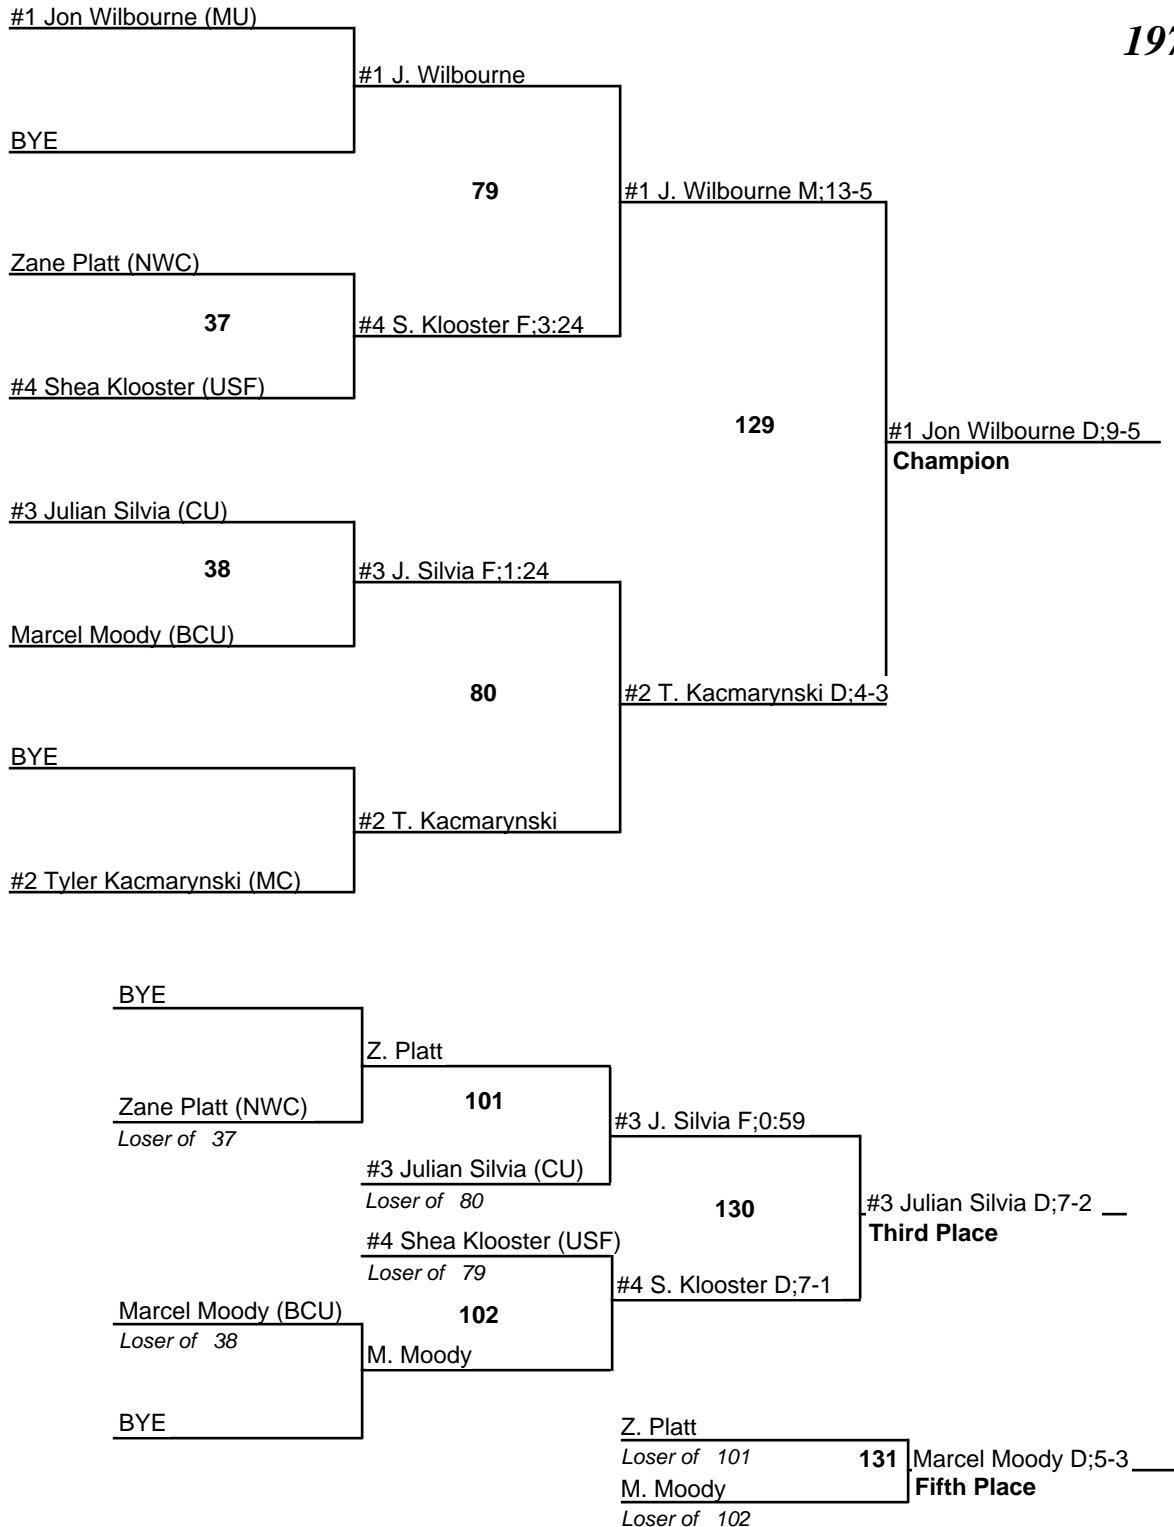 #1 Jon Wilbourne (MU)
197
#1 J. Wilbourne
BYE
79
#1 J. Wilbourne M;13-5
Zane Platt (NWC)
37
#4 S. Klooster F;3:24
#4 Shea Klooster (USF)
129
#1 Jon Wilbourne D;9-5
Champion
#3 Julian Silvia (CU)
38
#3 J. Silvia F;1:24
Marcel Moody (BCU)
80
#2 T. Kacmarynski D;4-3
BYE
#2 T. Kacmarynski
#2 Tyler Kacmarynski (MC)
BYE
Z. Platt
Zane Platt (NWC)
Loser of 37
101
#3 J. Silvia F;0:59
#3 Julian Silvia (CU)
Loser of 80
130
#3 Julian Silvia D;7-2
Third Place
#4 Shea Klooster (USF)
Loser of 79
#4 S. Klooster D;7-1
Marcel Moody (BCU)
Loser of 38
102
M. Moody
BYE
Z. Platt
Loser of 101
131
Marcel Moody D;5-3
Fifth Place
M. Moody
Loser of 102